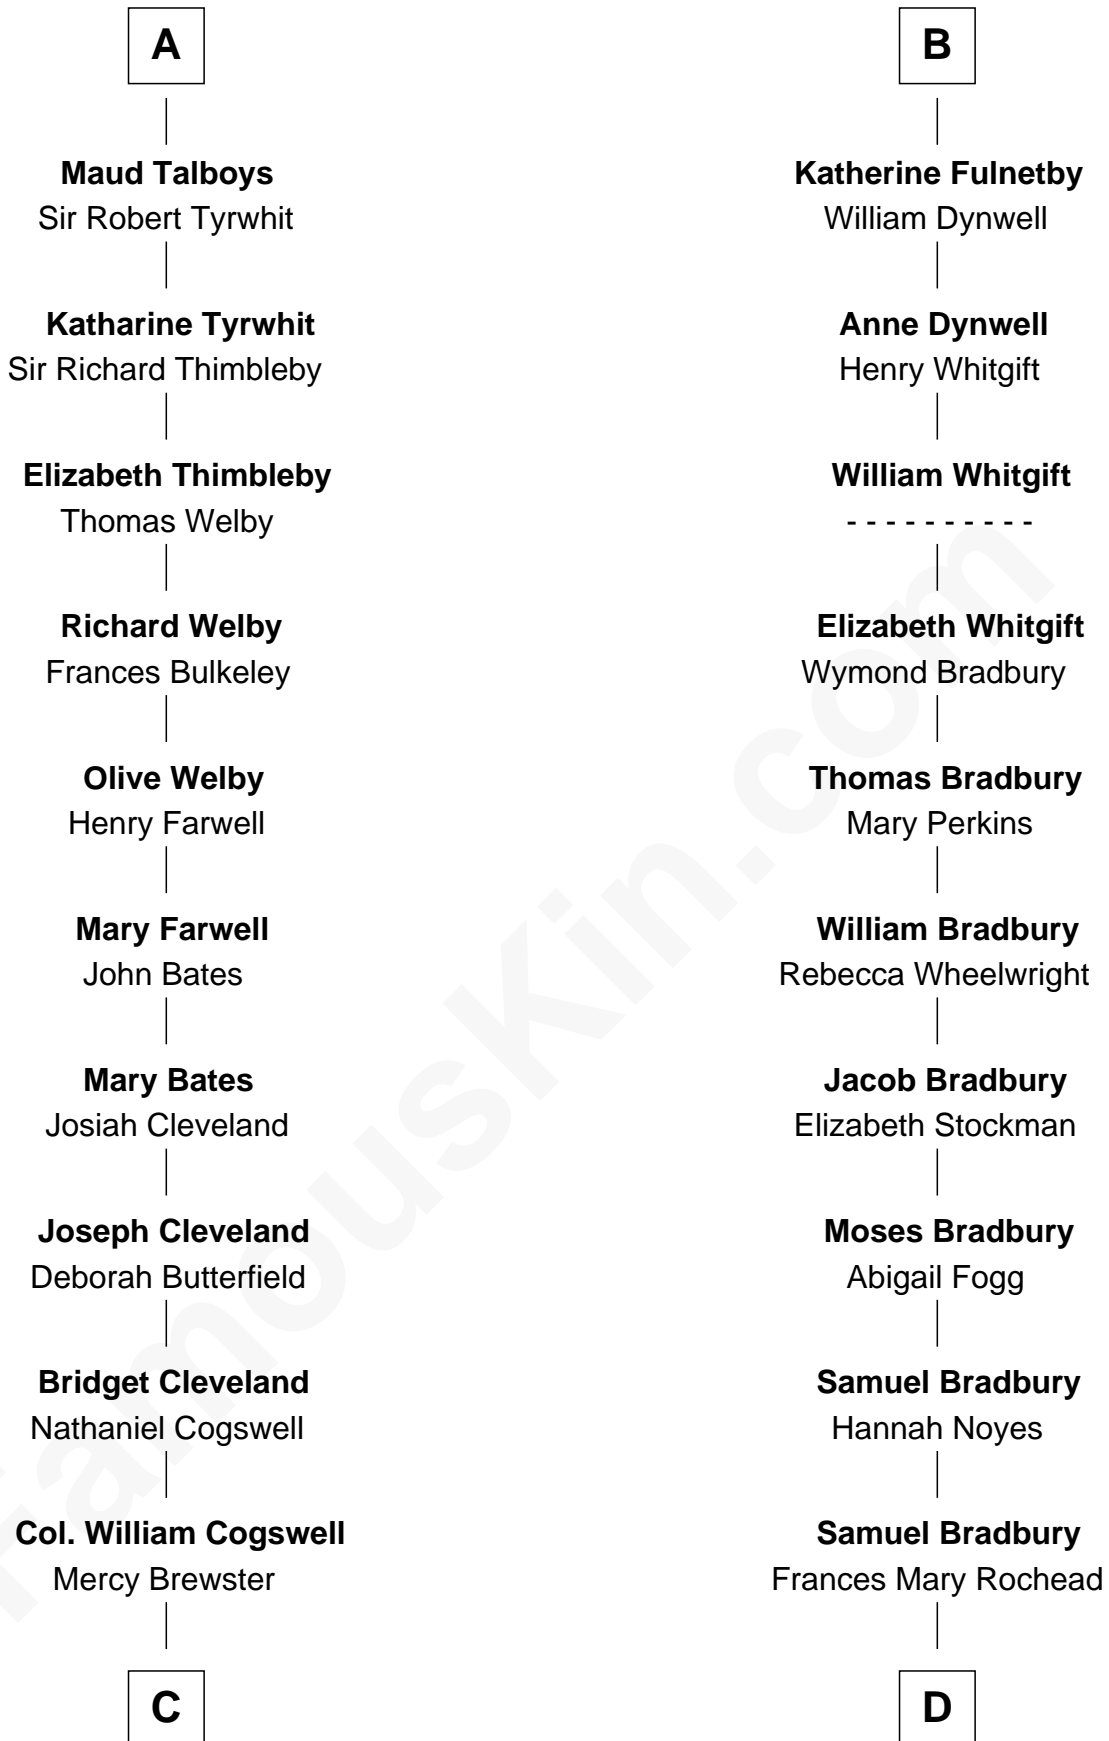 A
Maud Talboys
Sir Robert Tyrwhit
Katharine Tyrwhit
Sir Richard Thimbleby
Elizabeth Thimbleby
Thomas Welby
Richard Welby
Frances Bulkeley
Olive Welby
Henry Farwell
Mary Farwell
John Bates
Mary Bates
Josiah Cleveland
Joseph Cleveland
Deborah Butterfield
Bridget Cleveland
Nathaniel Cogswell
Col. William Cogswell
Mercy Brewster
C
B
Katherine Fulnetby
William Dynwell
Anne Dynwell
Henry Whitgift
William Whitgift
- - - - - - - - - -
Elizabeth Whitgift
Wymond Bradbury
Thomas Bradbury
Mary Perkins
William Bradbury
Rebecca Wheelwright
Jacob Bradbury
Elizabeth Stockman
Moses Bradbury
Abigail Fogg
Samuel Bradbury
Hannah Noyes
Samuel Bradbury
Frances Mary Rochead
D
FamousKin.com